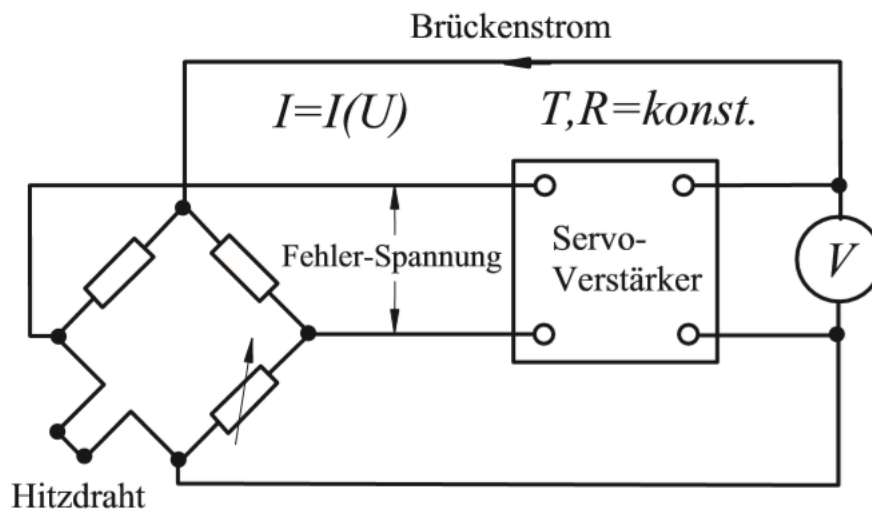 Brückenstrom
I=I(U)
T,R=konst.
Fehler-Spannung
Servo-
Verstärker
V
Hitzdraht